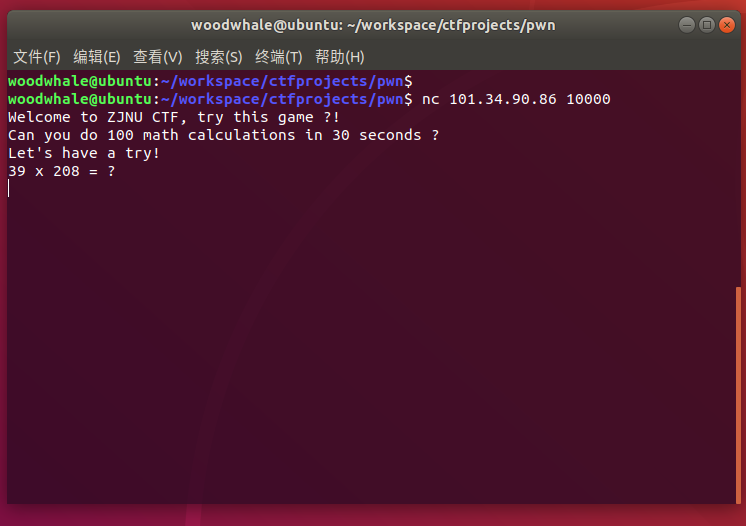 woodwhale@ubuntu: ~/workspace/ctfprojects/pwn
文件(F) 编辑(E) 查看(V) 搜索(S) 终端(T) 帮助(H)
woodwhale@ubuntu:~/workspace/ctfprojects/pwn$
woodwhale@ubuntu:~/workspace/ctfprojects/pwn$ nc 101.34.90.86 10000
Welcome to ZJNU CTF, try this game ?!
Can you do 100 math calculations in 30 seconds ?
Let's have a try!
39 x 208 = ?